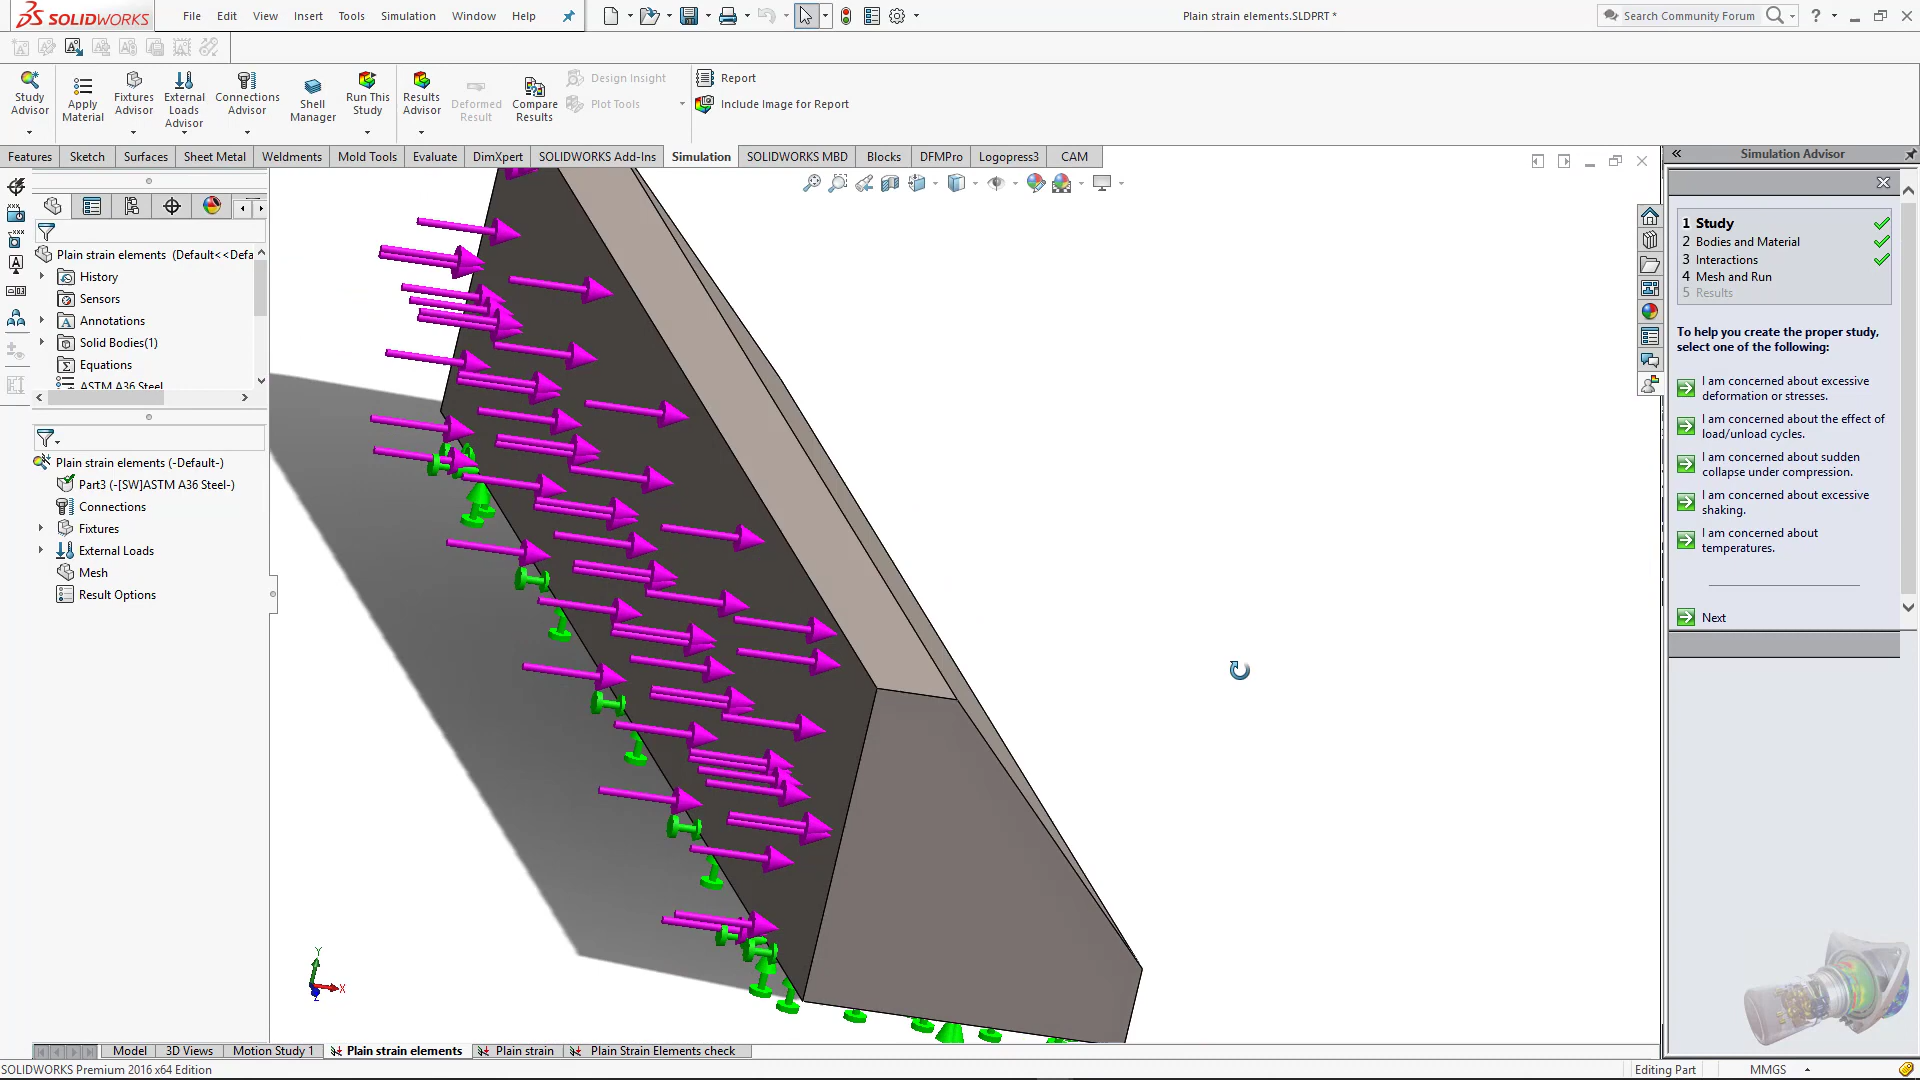 SOLIDWORKS
File Edit View Insert Tools Simulation Window Help
Plain strain elements.SLDPRT *
Search Community Forum
Study Advisor
Apply Material
Fixtures Advisor
External Loads Advisor
Connections Advisor
Shell Manager
Run This Study
Results Advisor
Deformed Result
Compare Results
Design Insight
Plot Tools
Report
Include Image for Report
Features Sketch Surfaces Sheet Metal Weldments Mold Tools Evaluate DimXpert SOLIDWORKS Add-Ins Simulation SOLIDWORKS MBD Blocks DFMPro Logopress3 CAM
Plain strain elements (Default<<Defa
History
Sensors
Annotations
Solid Bodies(1)
Equations
ASTM A36 Steel
Plain strain elements (-Default-)
Part3 (-[SW]ASTM A36 Steel-)
Connections
Fixtures
External Loads
Mesh
Result Options
Y
X
Z
Simulation Advisor
1 Study
2 Bodies and Material
3 Interactions
4 Mesh and Run
5 Results
To help you create the proper study,
select one of the following:
I am concerned about excessive
deformation or stresses.
I am concerned about the effect of
load/unload cycles.
I am concerned about sudden
collapse under compression.
I am concerned about excessive
shaking.
I am concerned about
temperatures.
Next
Model 3D Views Motion Study 1 Plain strain elements Plain strain Plain Strain Elements check
SOLIDWORKS Premium 2016 x64 Edition
Editing Part
MMGS